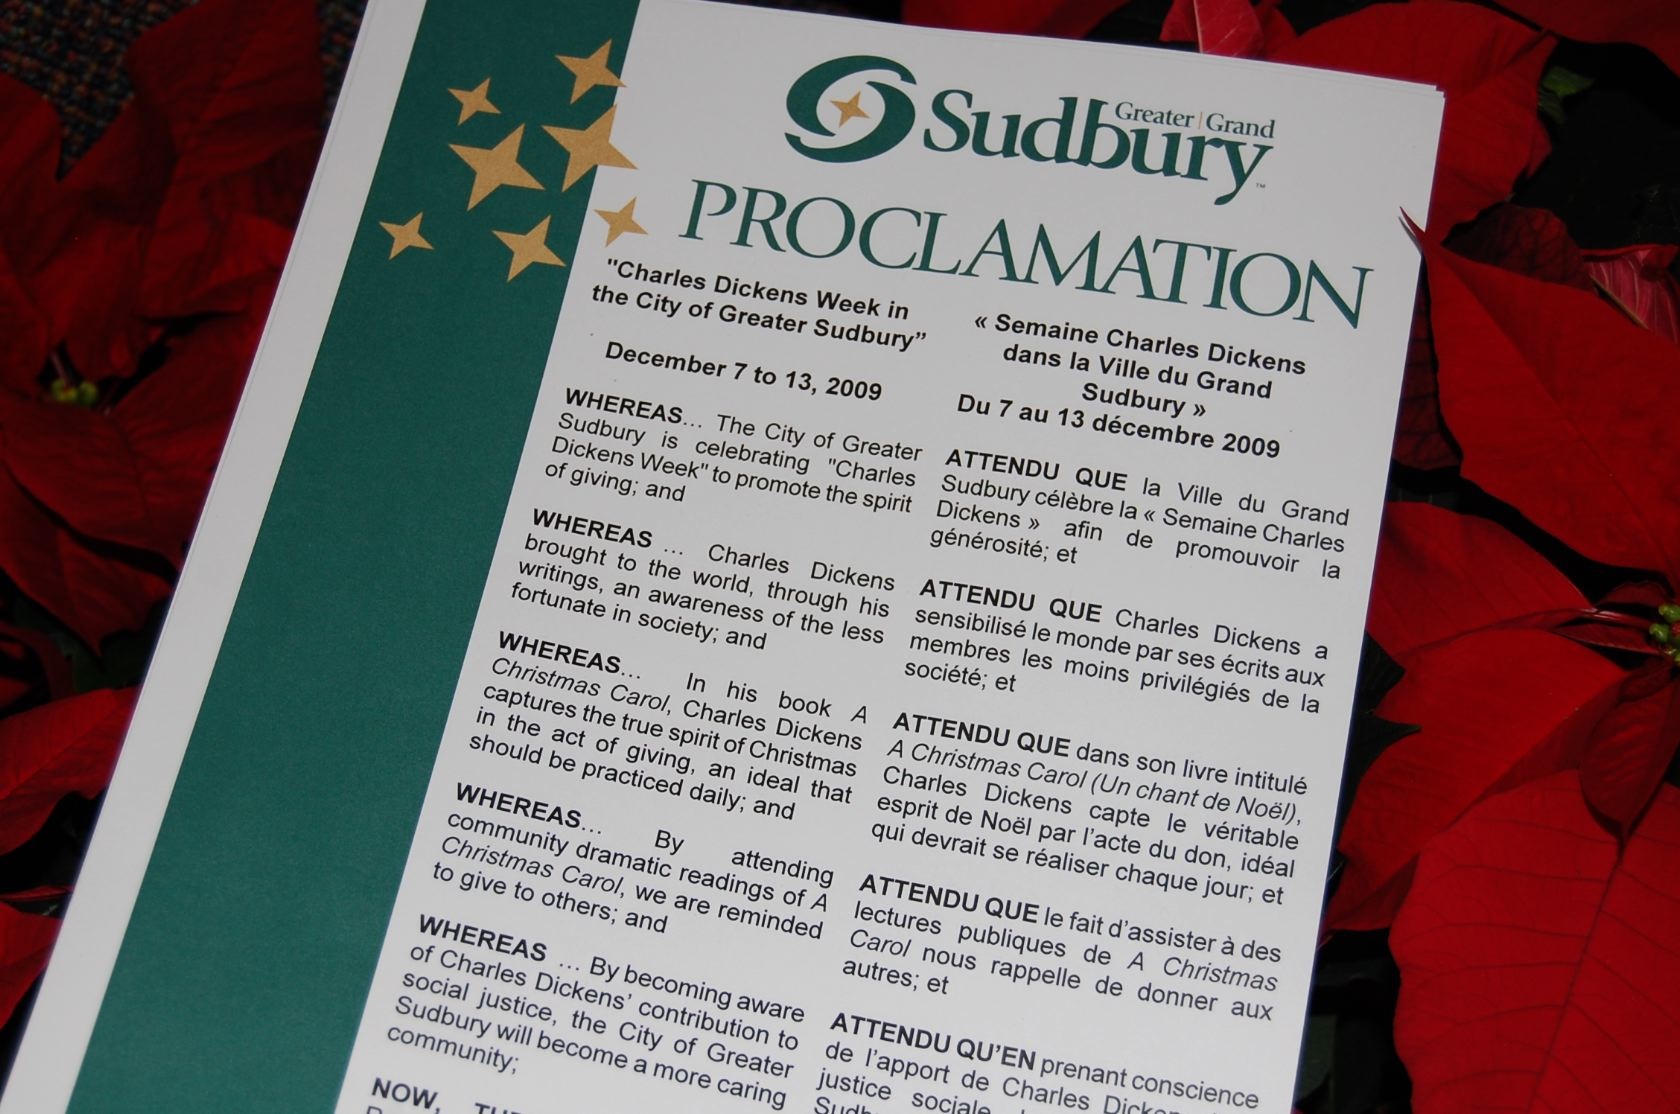 Greater | Grand
Sudbury™
PROCLAMATION
"Charles Dickens Week in
the City of Greater Sudbury”
December 7 to 13, 2009
WHEREAS… The City of Greater
Sudbury is celebrating "Charles
Dickens Week" to promote the spirit
of giving; and
WHEREAS … Charles Dickens
brought to the world, through his
writings, an awareness of the less
fortunate in society; and
WHEREAS… In his book A
Christmas Carol, Charles Dickens
captures the true spirit of Christmas
in the act of giving, an ideal that
should be practiced daily; and
WHEREAS… By attending
community dramatic readings of A
Christmas Carol, we are reminded
to give to others; and
WHEREAS … By becoming aware
of Charles Dickens’ contribution to
social justice, the City of Greater
Sudbury will become a more caring
community;
NOW,
« Semaine Charles Dickens
dans la Ville du Grand
Sudbury »
Du 7 au 13 décembre 2009
ATTENDU QUE la Ville du Grand
Sudbury célèbre la « Semaine Charles
Dickens » afin de promouvoir la
générosité; et
ATTENDU QUE Charles Dickens a
sensibilisé le monde par ses écrits aux
membres les moins privilégiés de la
société; et
ATTENDU QUE dans son livre intitulé
A Christmas Carol (Un chant de Noël),
Charles Dickens capte le véritable
esprit de Noël par l’acte du don, idéal
qui devrait se réaliser chaque jour; et
ATTENDU QUE le fait d’assister à des
lectures publiques de A Christmas
Carol nous rappelle de donner aux
autres; et
ATTENDU QU’EN prenant conscience
de l’apport de Charles Dickens
justice sociale